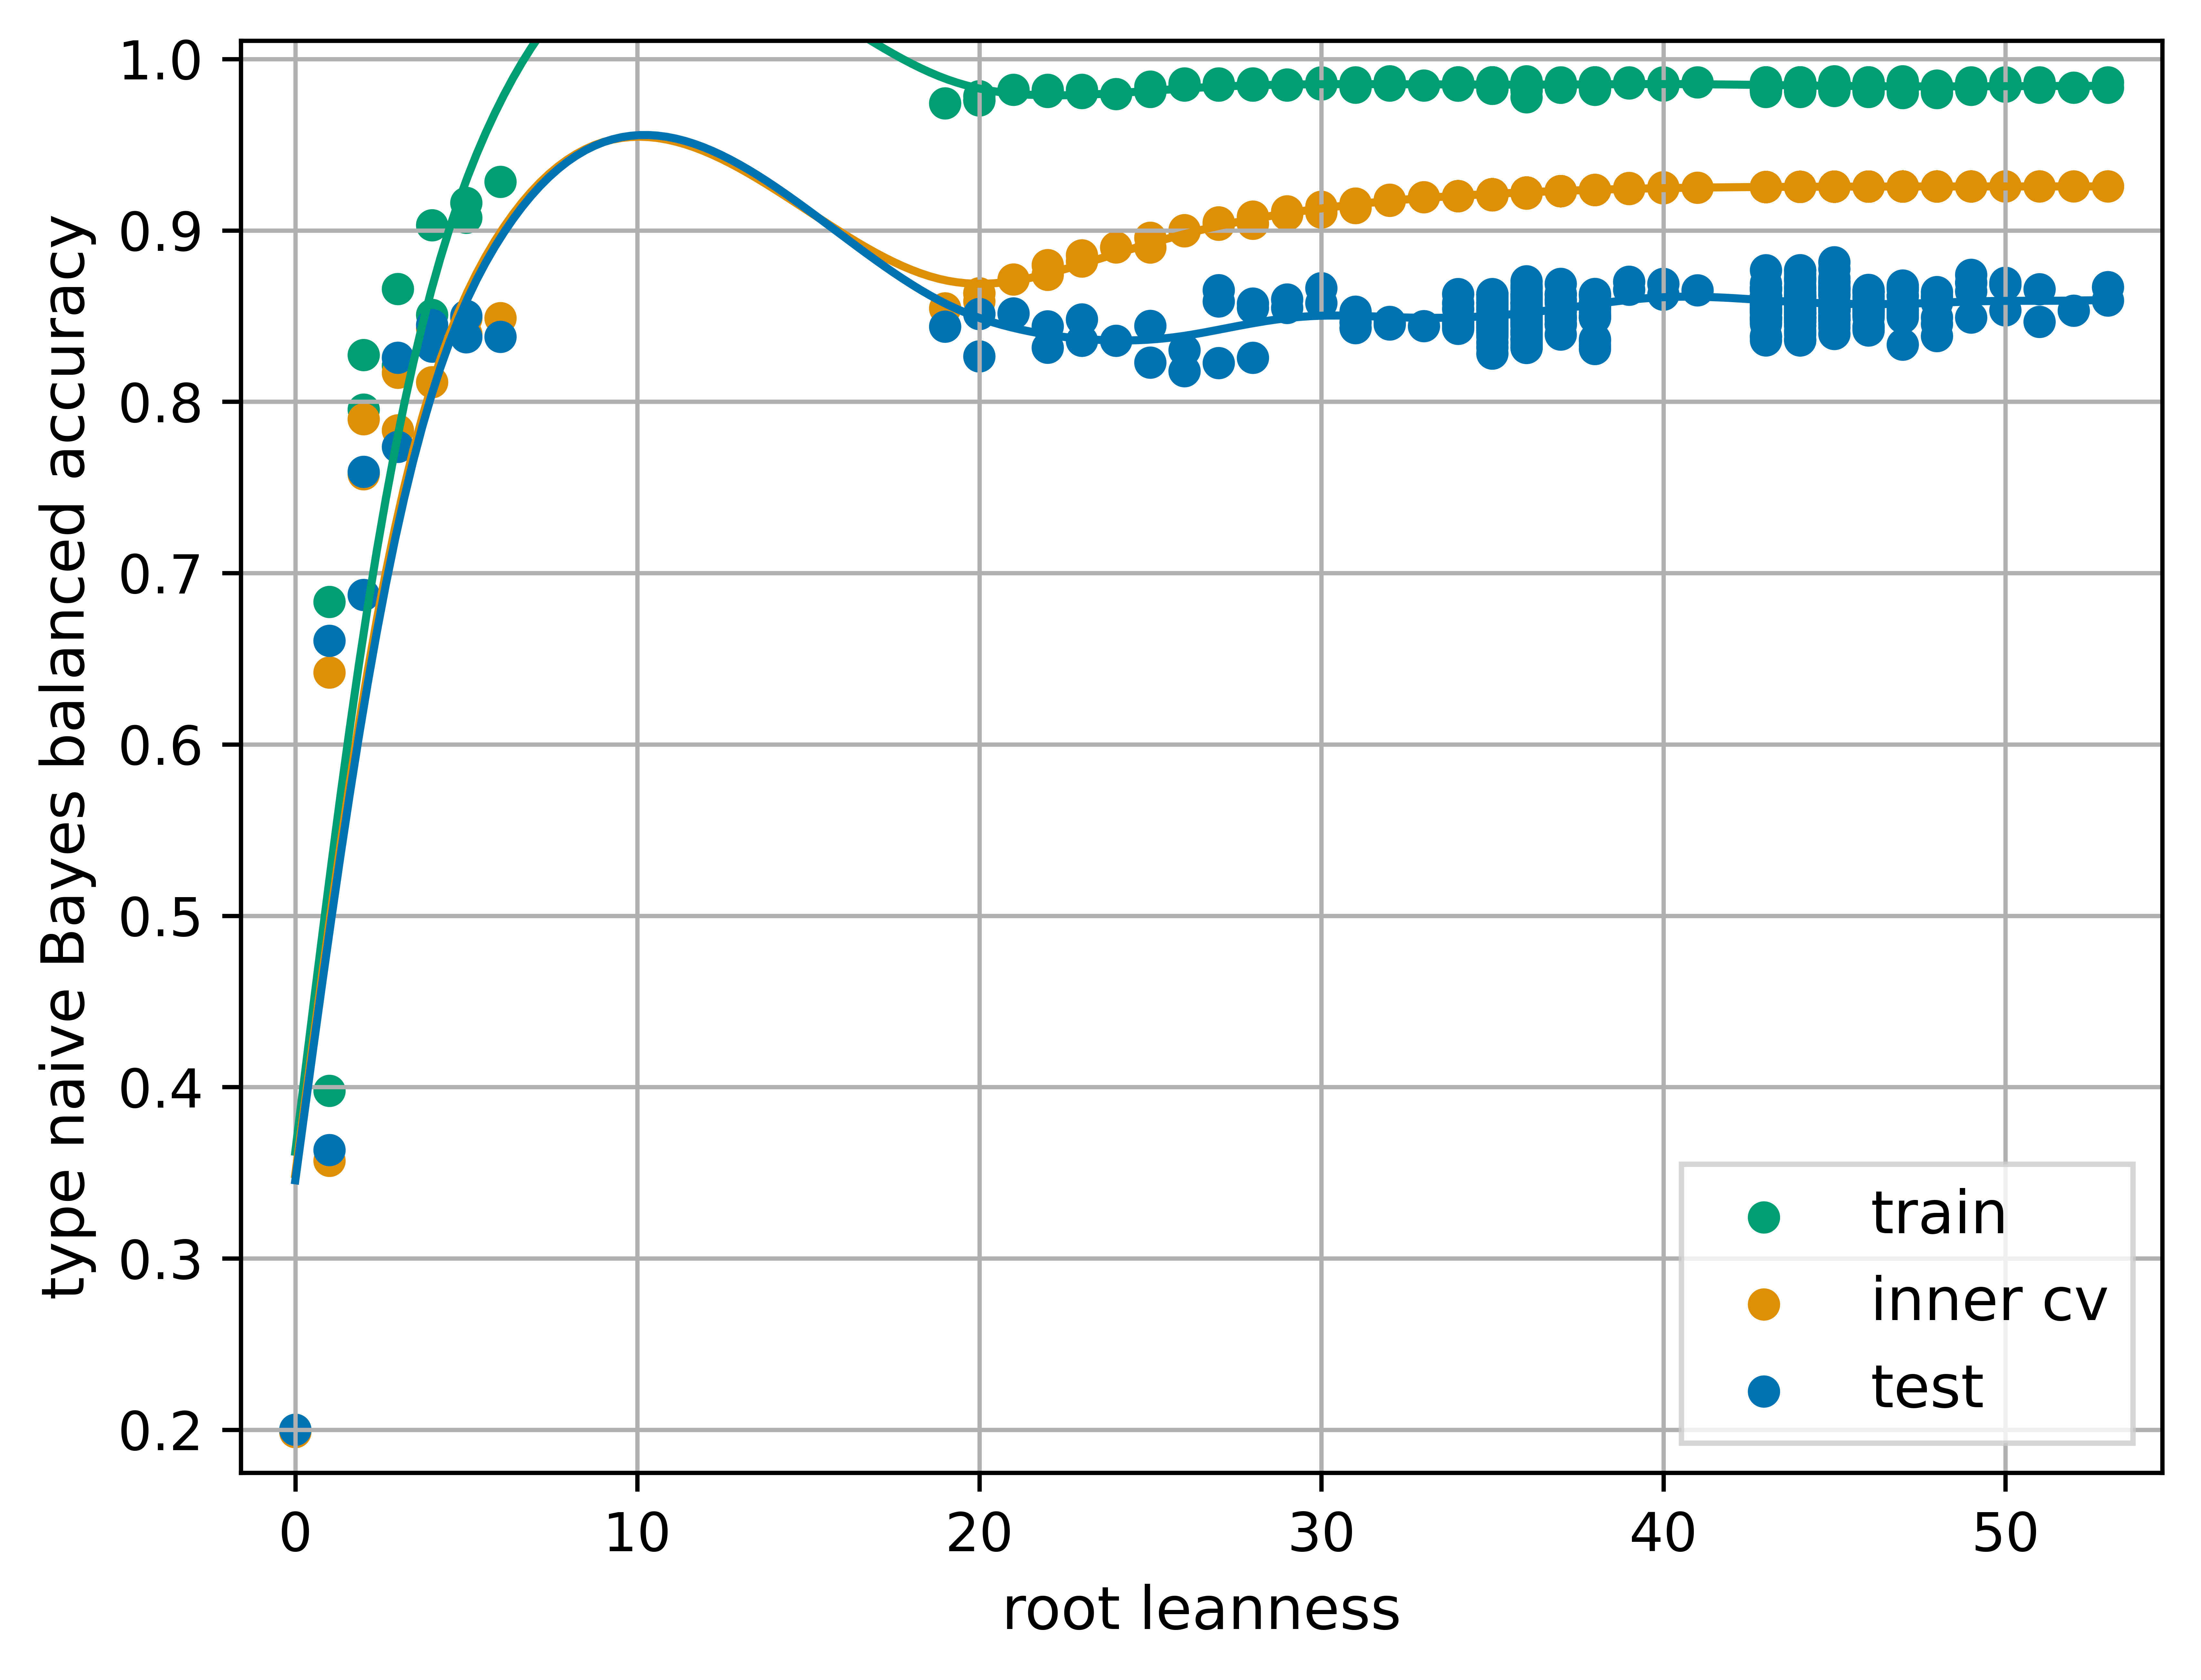 type naive Bayes balanced accuracy
1.0
0.9
0.8
0.7
0.6
0.5
0.4
0.3
0.2
train
inner cv
test
0 10 20 30 40 50
root leanness